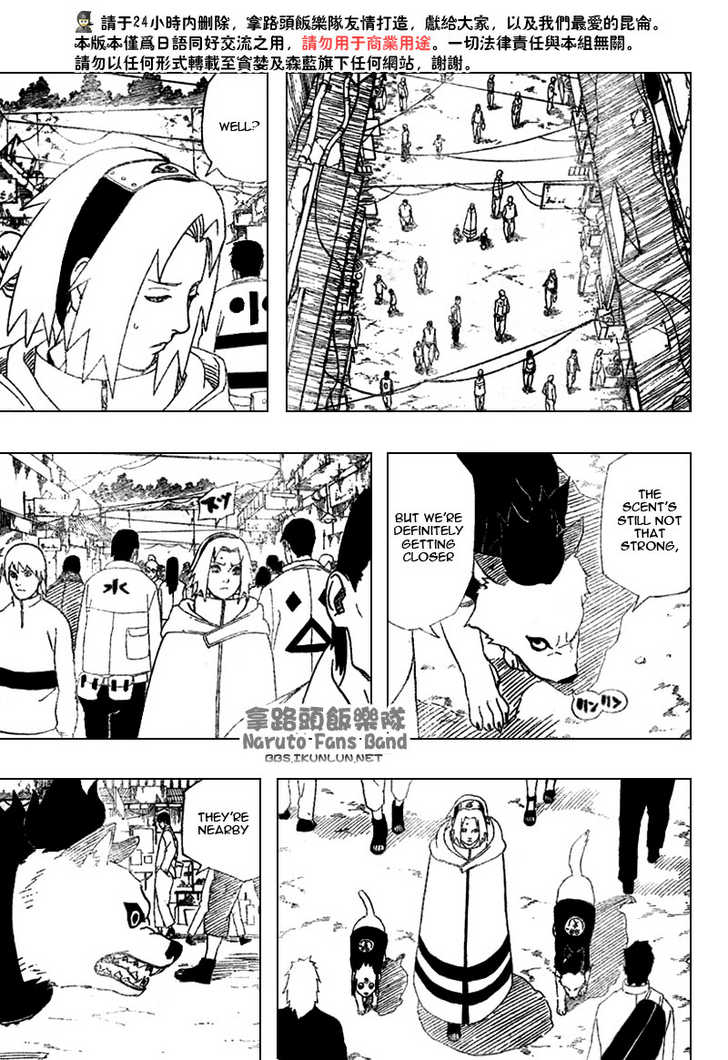 請于24小時内删除，拿路頭飯樂隊友情打造，獻給大家，以及我們最愛的昆侖。
本版本僅爲日語同好交流之用，請勿用于商業用途。一切法律責任與本組無關。
請勿以任何形式轉載至貪婪及森藍旗下任何網站，謝謝。
WELL?
THE
SCENT'S
STILL NOT
THAT
STRONG,
BUT WE'RE
DEFINITELY
GETTING
CLOSER
水
拿路頭飯樂隊
Naruto Fans Band
BBS.IKUNLUN.NET
THEY'RE
NEARBY